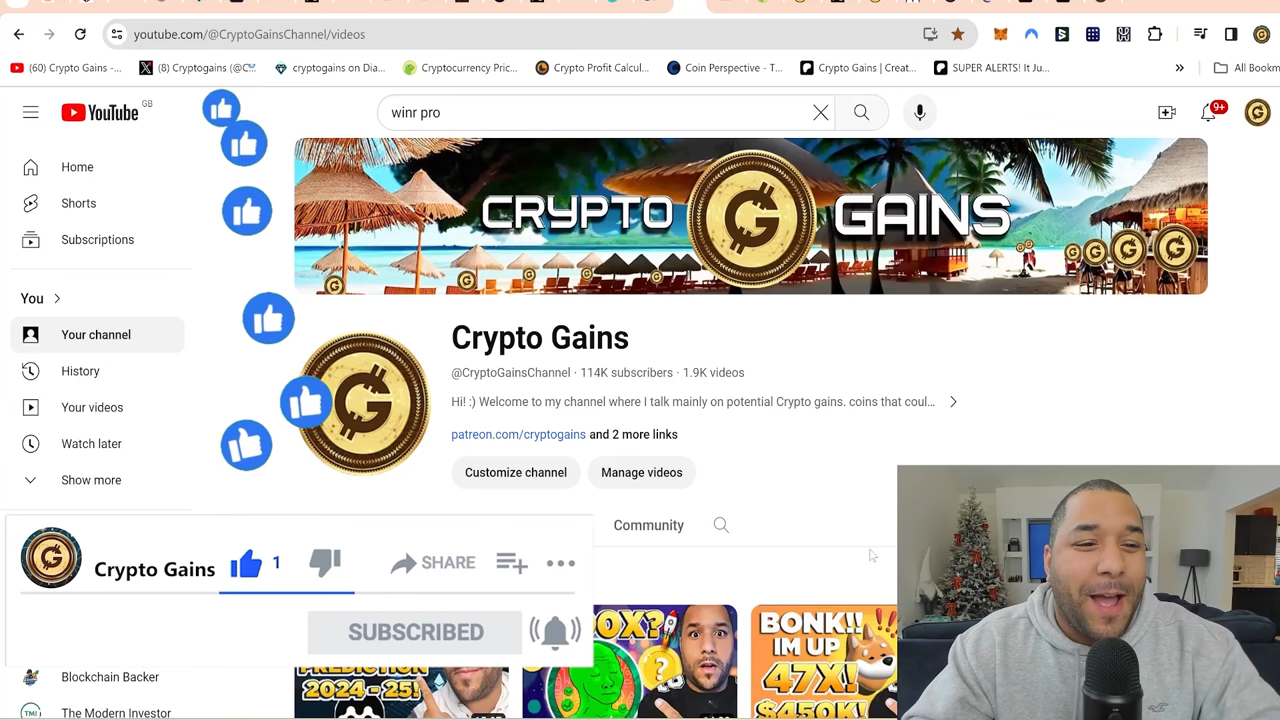 youtube.com/@CryptoGainsChannel/videos
(60) Crypto Gains -...
(8) Cryptogains (@C...
cryptogains on Dia...
Cryptocurrency Pric...
Crypto Profit Calcul...
Coin Perspective - T...
Crypto Gains | Creat...
SUPER ALERTS! It Ju...
»
All Bookm
YouTube GB
winr pro
9+
Home
Shorts
Subscriptions
You
Your channel
History
Your videos
Watch later
Show more
CRYPTO G GAINS
Crypto Gains
@CryptoGainsChannel · 114K subscribers · 1.9K videos
Hi! :) Welcome to my channel where I talk mainly on potential Crypto gains. coins that coul...
patreon.com/cryptogains and 2 more links
Customize channel
Manage videos
Community
Crypto Gains
1
SHARE
SUBSCRIBED
Blockchain Backer
TMI
The Modern Investor
PREDICTION
2024 - 25!
OX?
?
BONK!!
IM UP
47X!
$450K!